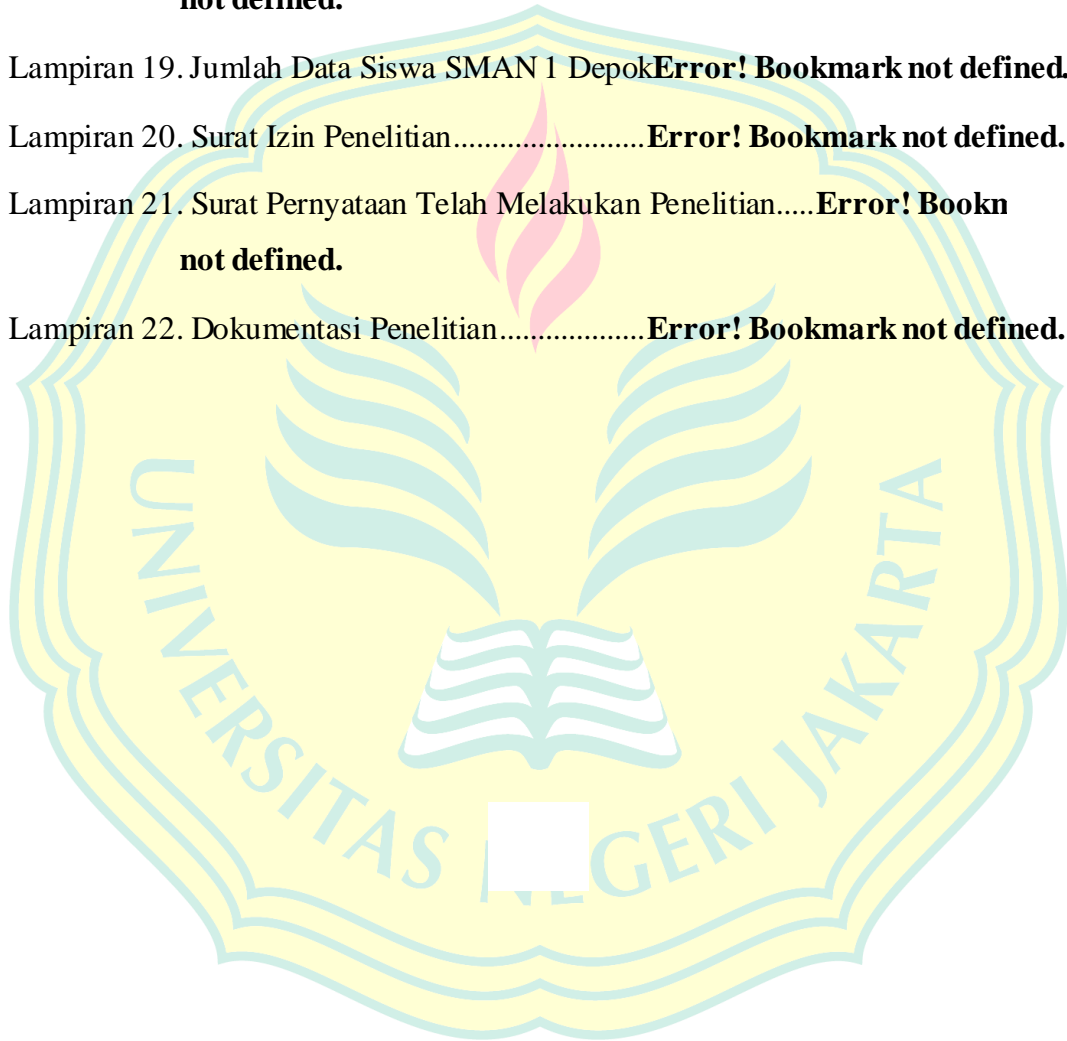 not defined.
Lampiran 19. Jumlah Data Siswa SMAN 1 DepokError! Bookmark not defined.
Lampiran 20. Surat Izin Penelitian........................Error! Bookmark not defined.
Lampiran 21. Surat Pernyataan Telah Melakukan Penelitian.....Error!
not defined.
Lampiran 22. Dokumentasi Penelitian..................Error! Bookmark not defined.
UNIVERSITAS JAKARTA